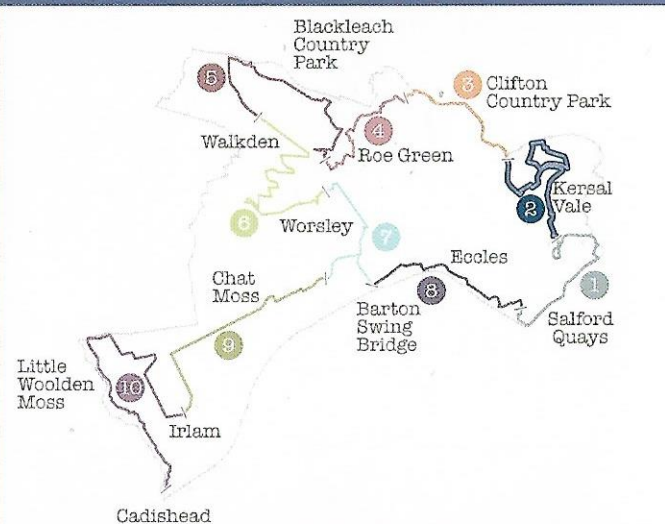 Blackleach
Country
Park
5
3
Clifton
Country Park
4
Walkden
Roe Green
Kersal
Vale
2
6
Worsley
7
Eccles
Chat
Moss
8
1
Barton
Swing
Bridge
Salford
Quays
9
Little
Woolden
Moss
10
Irlam
Cadishead